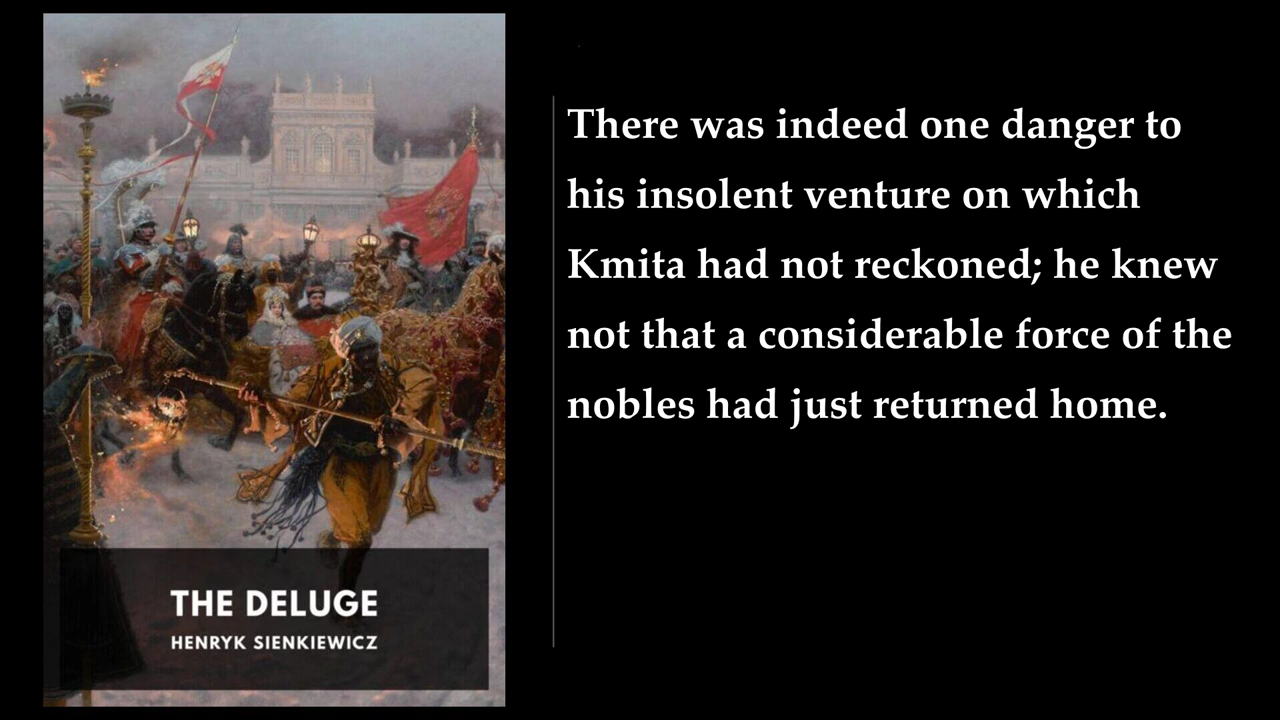 THE DELUGE
HENRYK SIENKIEWICZ
There was indeed one danger to
his insolent venture on which
Kmita had not reckoned; he knew
not that a considerable force of the
nobles had just returned home.